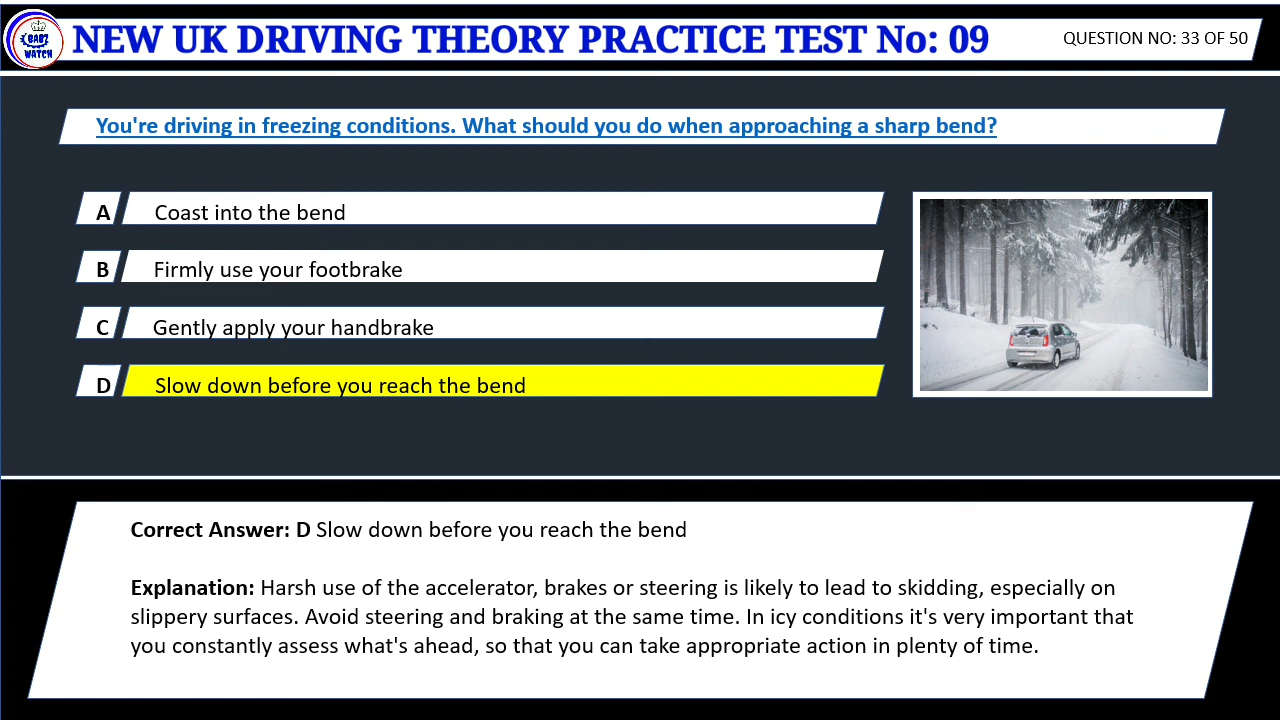 BABZ
WATCH
NEW UK DRIVING THEORY PRACTICE TEST No: 09
QUESTION NO: 33 OF 50
You're driving in freezing conditions. What should you do when approaching a sharp bend?
A Coast into the bend
B Firmly use your footbrake
C Gently apply your handbrake
D Slow down before you reach the bend
Correct Answer: D Slow down before you reach the bend
Explanation: Harsh use of the accelerator, brakes or steering is likely to lead to skidding, especially on
slippery surfaces. Avoid steering and braking at the same time. In icy conditions it's very important that
you constantly assess what's ahead, so that you can take appropriate action in plenty of time.